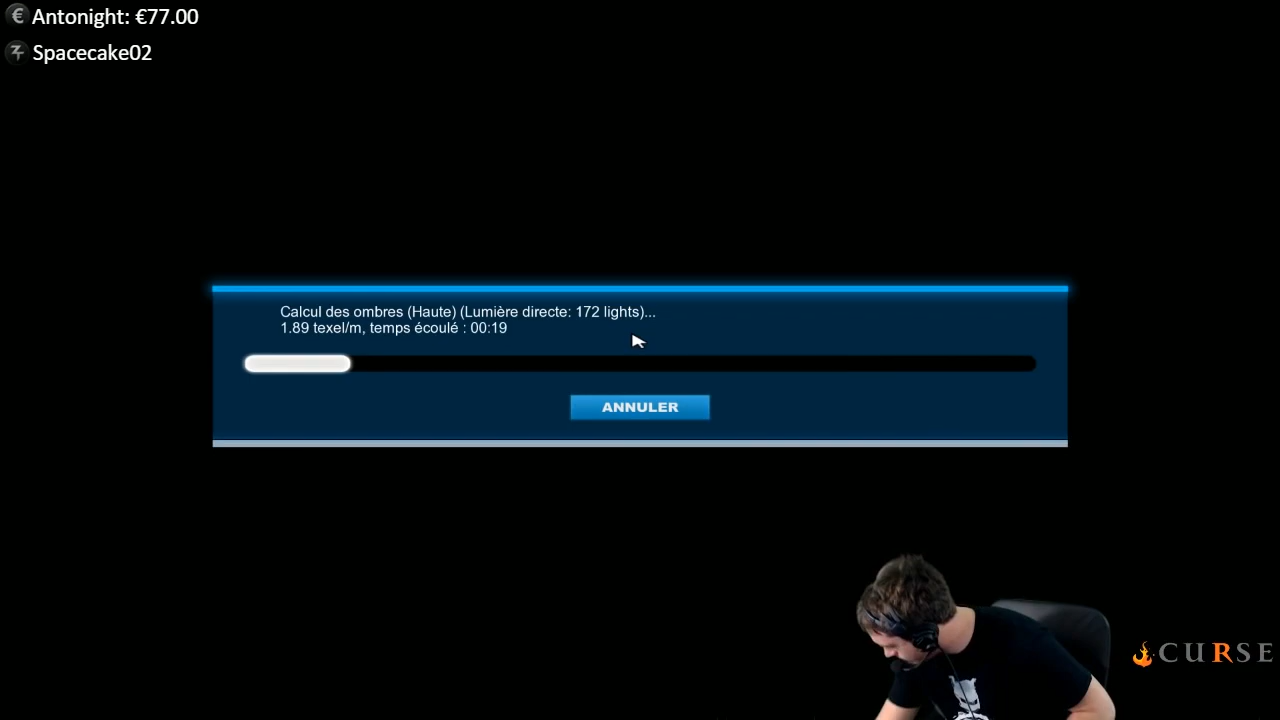 Antonight: €77.00
Spacecake02
Calcul des ombres (Haute) (Lumière directe: 172 lights)...
1.89 texel/m, temps écoulé : 00:19
ANNULER
CURSE